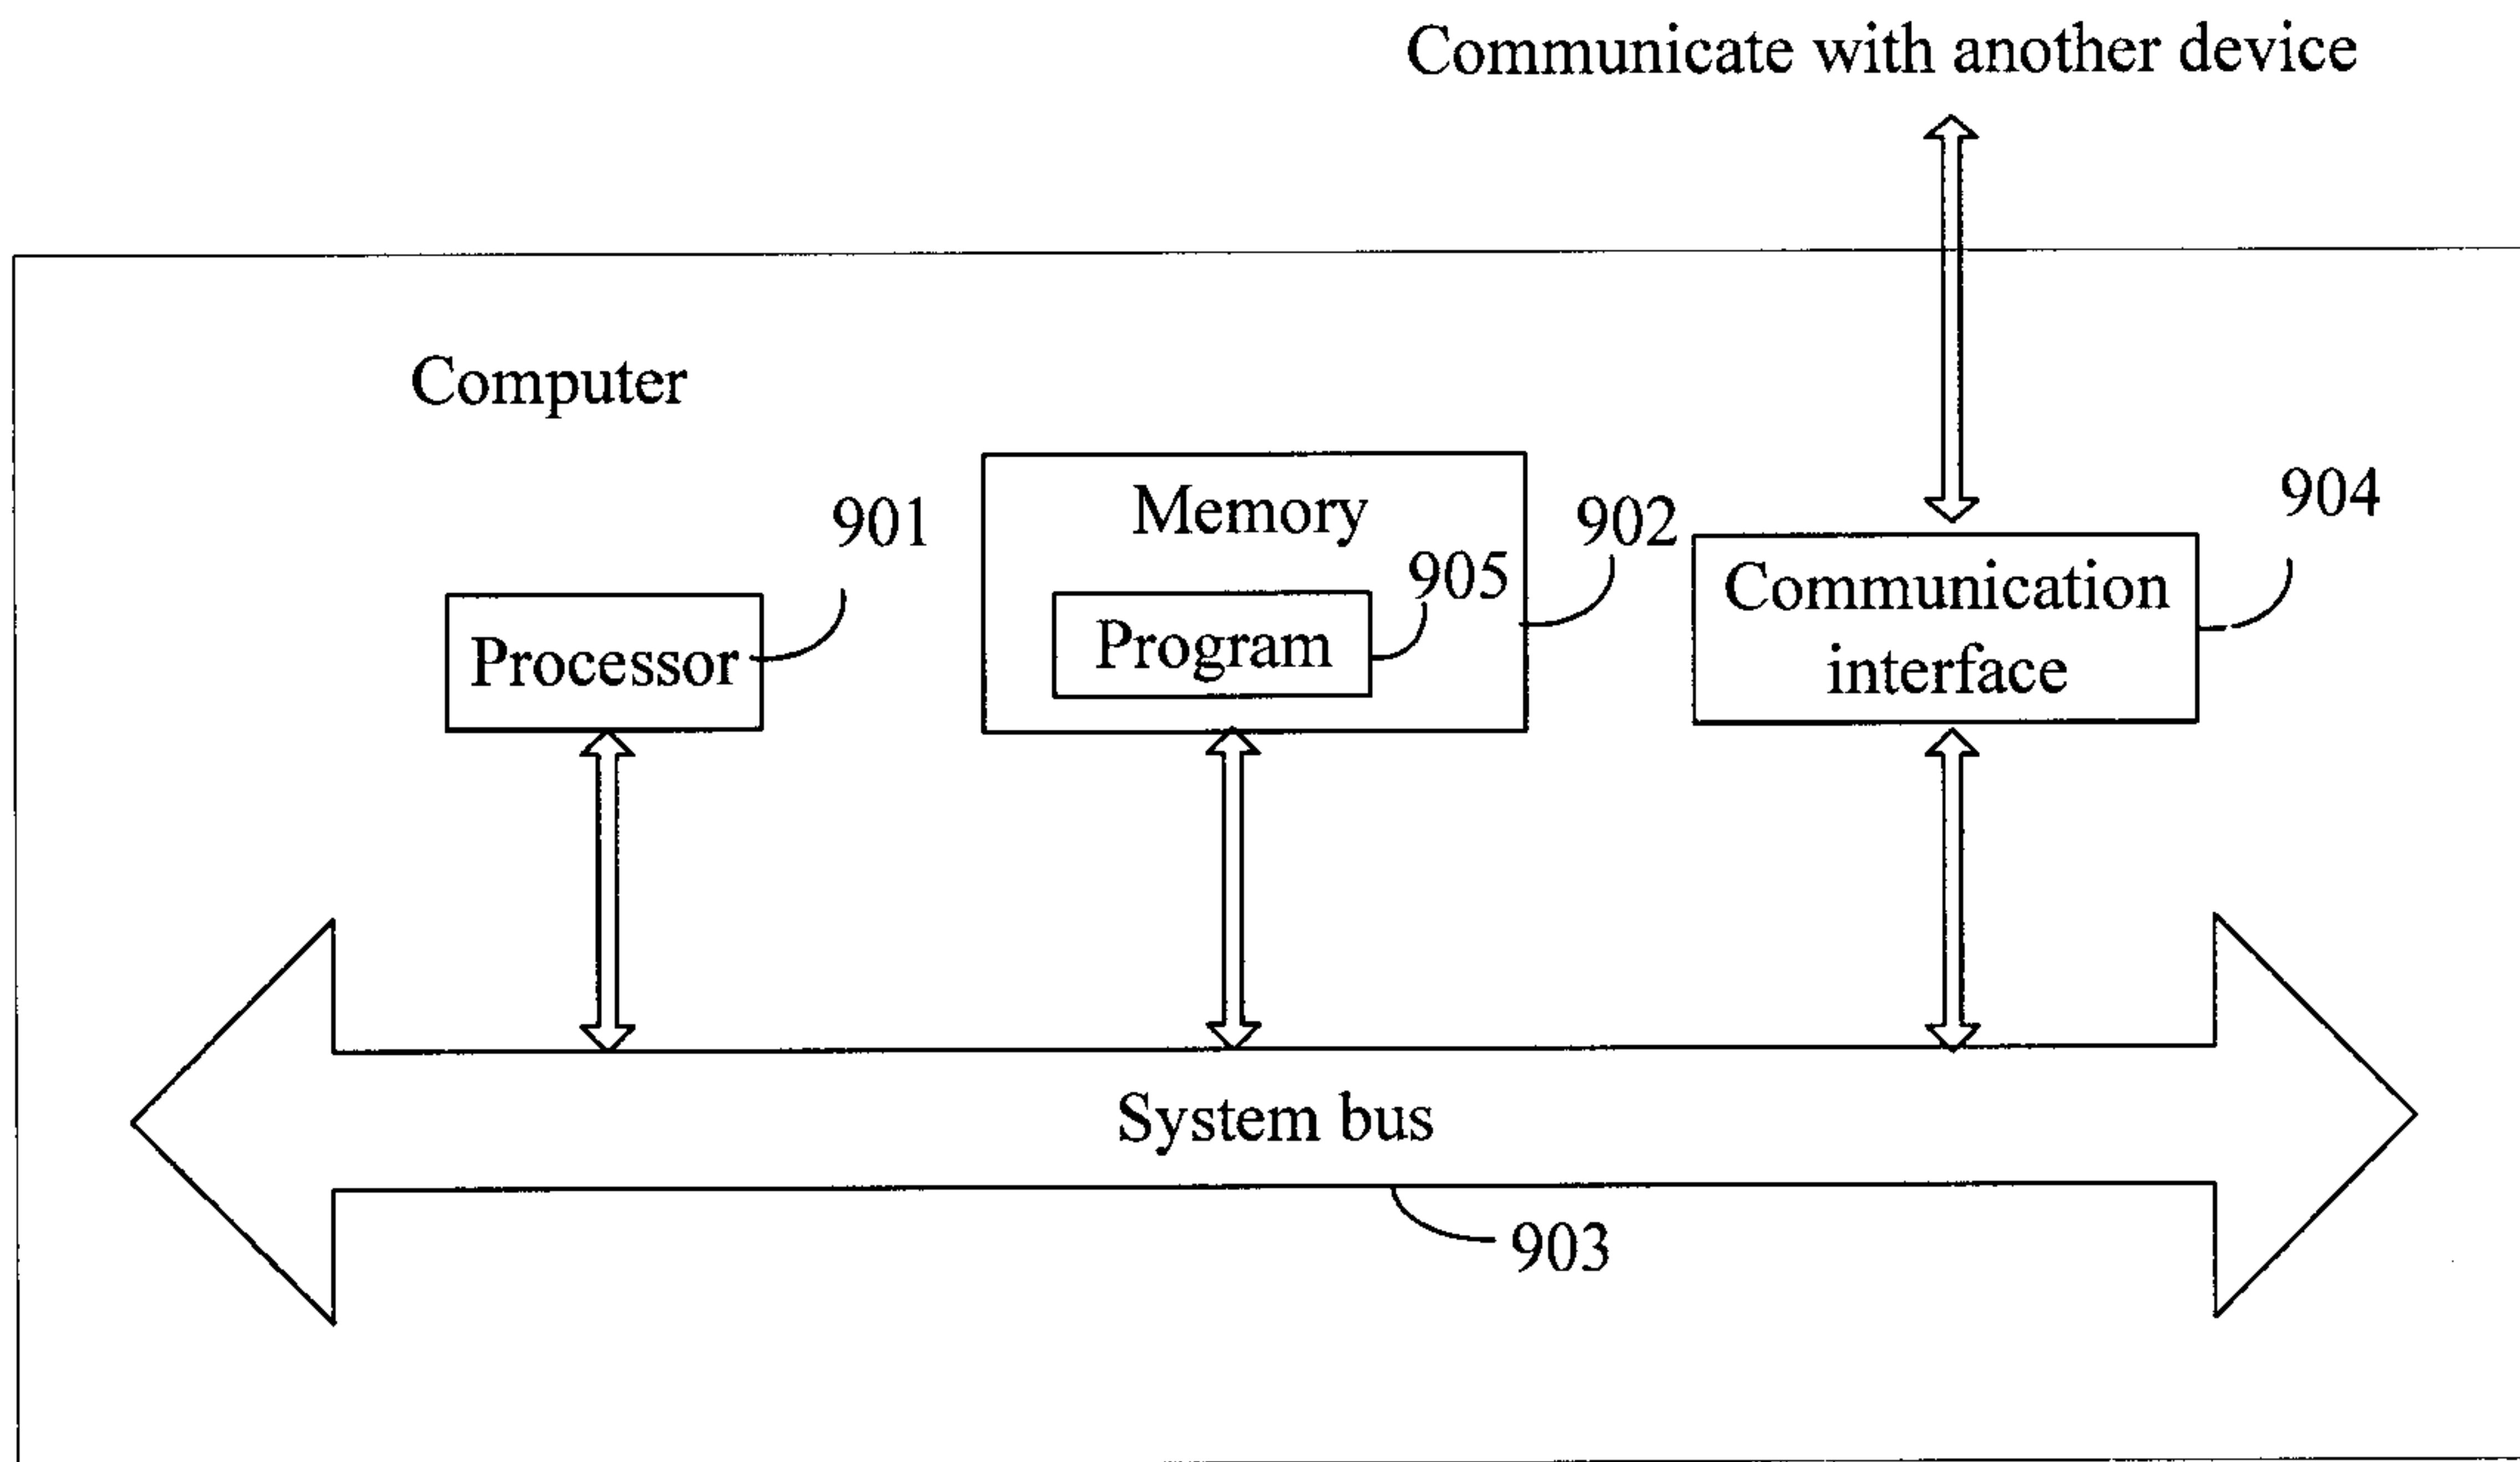 Communicate with another device
Computer
901
Processor
Memory
902
905
Program
904
Communication
interface
System bus
903